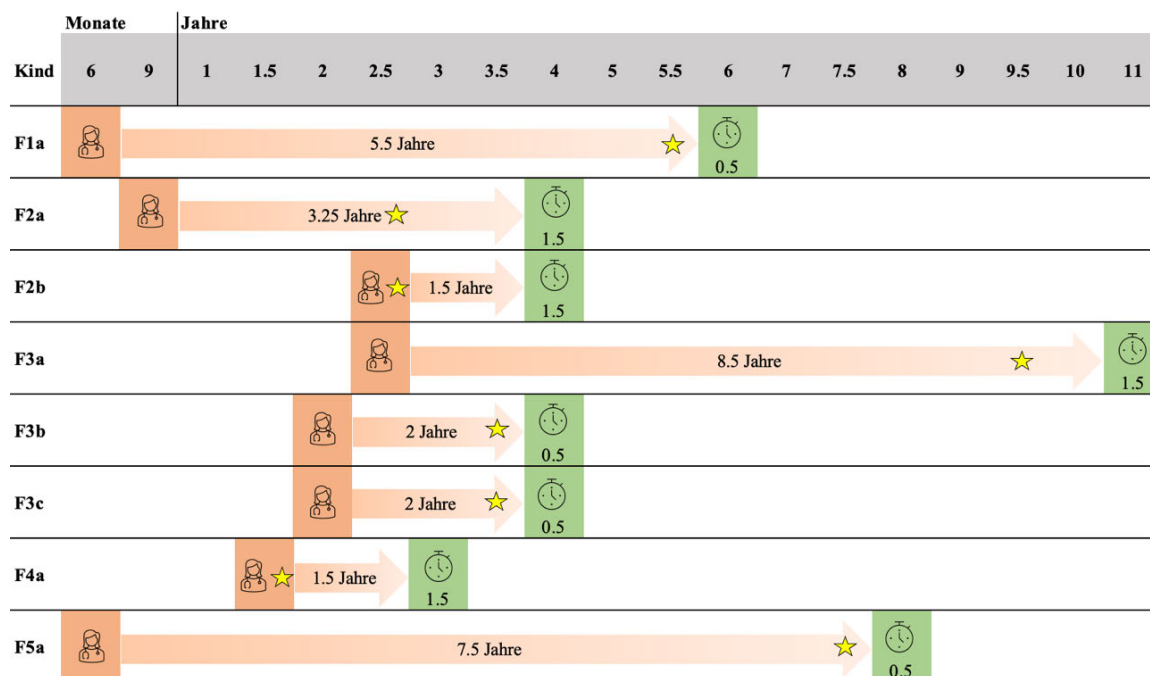 Monate Jahre
Kind 6 9 1 1.5 2 2.5 3 3.5 4 5 5.5 6 7 7.5 8 9 9.5 10 11
F1a 5.5 Jahre
0.5
F2a 3.25 Jahre
1.5
F2b 1.5 Jahre
1.5
F3a 8.5 Jahre
1.5
F3b 2 Jahre
0.5
F3c 2 Jahre
0.5
F4a 1.5 Jahre
1.5
F5a 7.5 Jahre
0.5